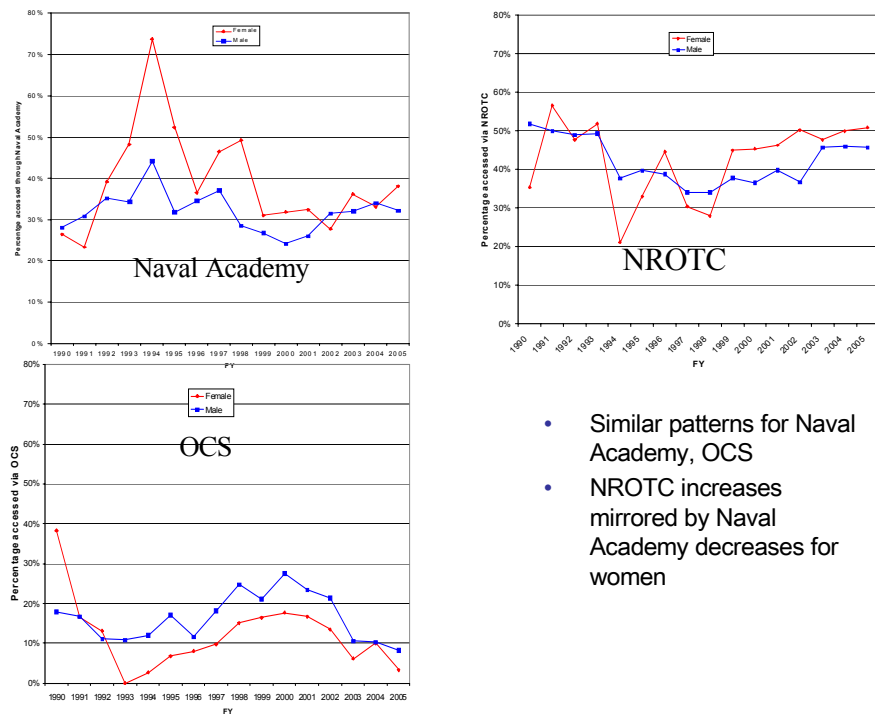 80%
70%
60%
50%
40%
30%
20%
10%
0%
Percentage accessed through Naval Academy
Female
Male
Naval Academy
1990 1991 1992 1993 1994 1995 1996 1997 1998 1999 2000 2001 2002 2003 2004 2005
FY
80%
70%
60%
50%
40%
30%
20%
10%
0%
Percentage accessed via NROTC
Female
Male
NROTC
1990 1991 1992 1993 1994 1995 1996 1997 1998 1999 2000 2001 2002 2003 2004 2005
FY
80%
70%
60%
50%
40%
30%
20%
10%
0%
Percentage accessed via OCS
Female
Male
OCS
1990 1991 1992 1993 1994 1995 1996 1997 1998 1999 2000 2001 2002 2003 2004 2005
FY
• Similar patterns for Naval
Academy, OCS
• NROTC increases
mirrored by Naval
Academy decreases for
women